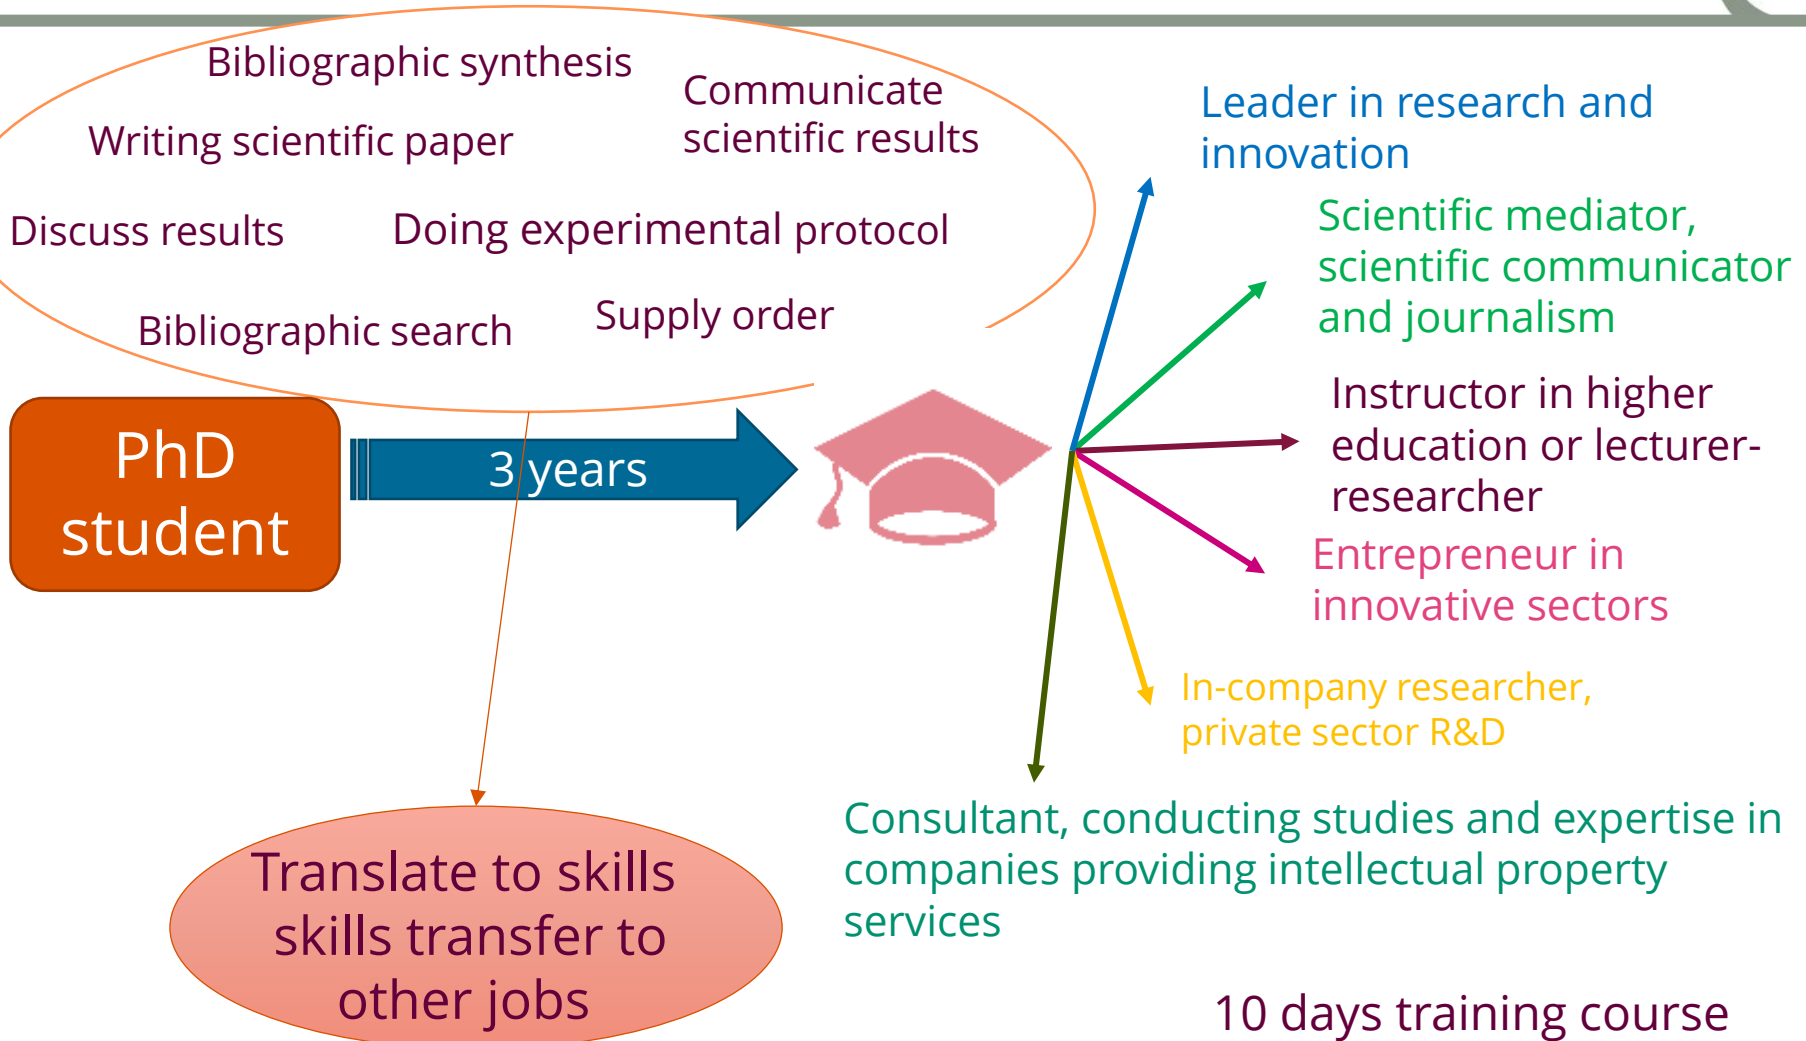 Bibliographic synthesis
Communicate
scientific results
Writing scientific paper
Discuss results
Doing experimental protocol
Bibliographic search
Supply order
PhD
student
3 years
Leader in research and
innovation
Scientific mediator,
scientific communicator
and journalism
Instructor in higher
education or lecturer-
researcher
Entrepreneur in
innovative sectors
In-company researcher,
private sector R&D
Consultant, conducting studies and expertise in
companies providing intellectual property
services
Translate to skills
skills transfer to
other jobs
10 days training course